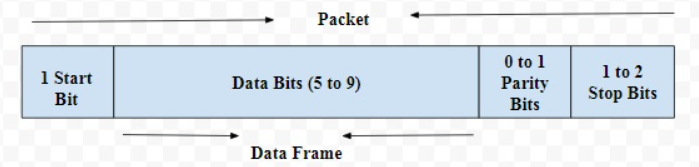 Packet
1 Start
Bit
Data Bits (5 to 9)
0 to 1
Parity
Bits
1 to 2
Stop Bits
Data Frame